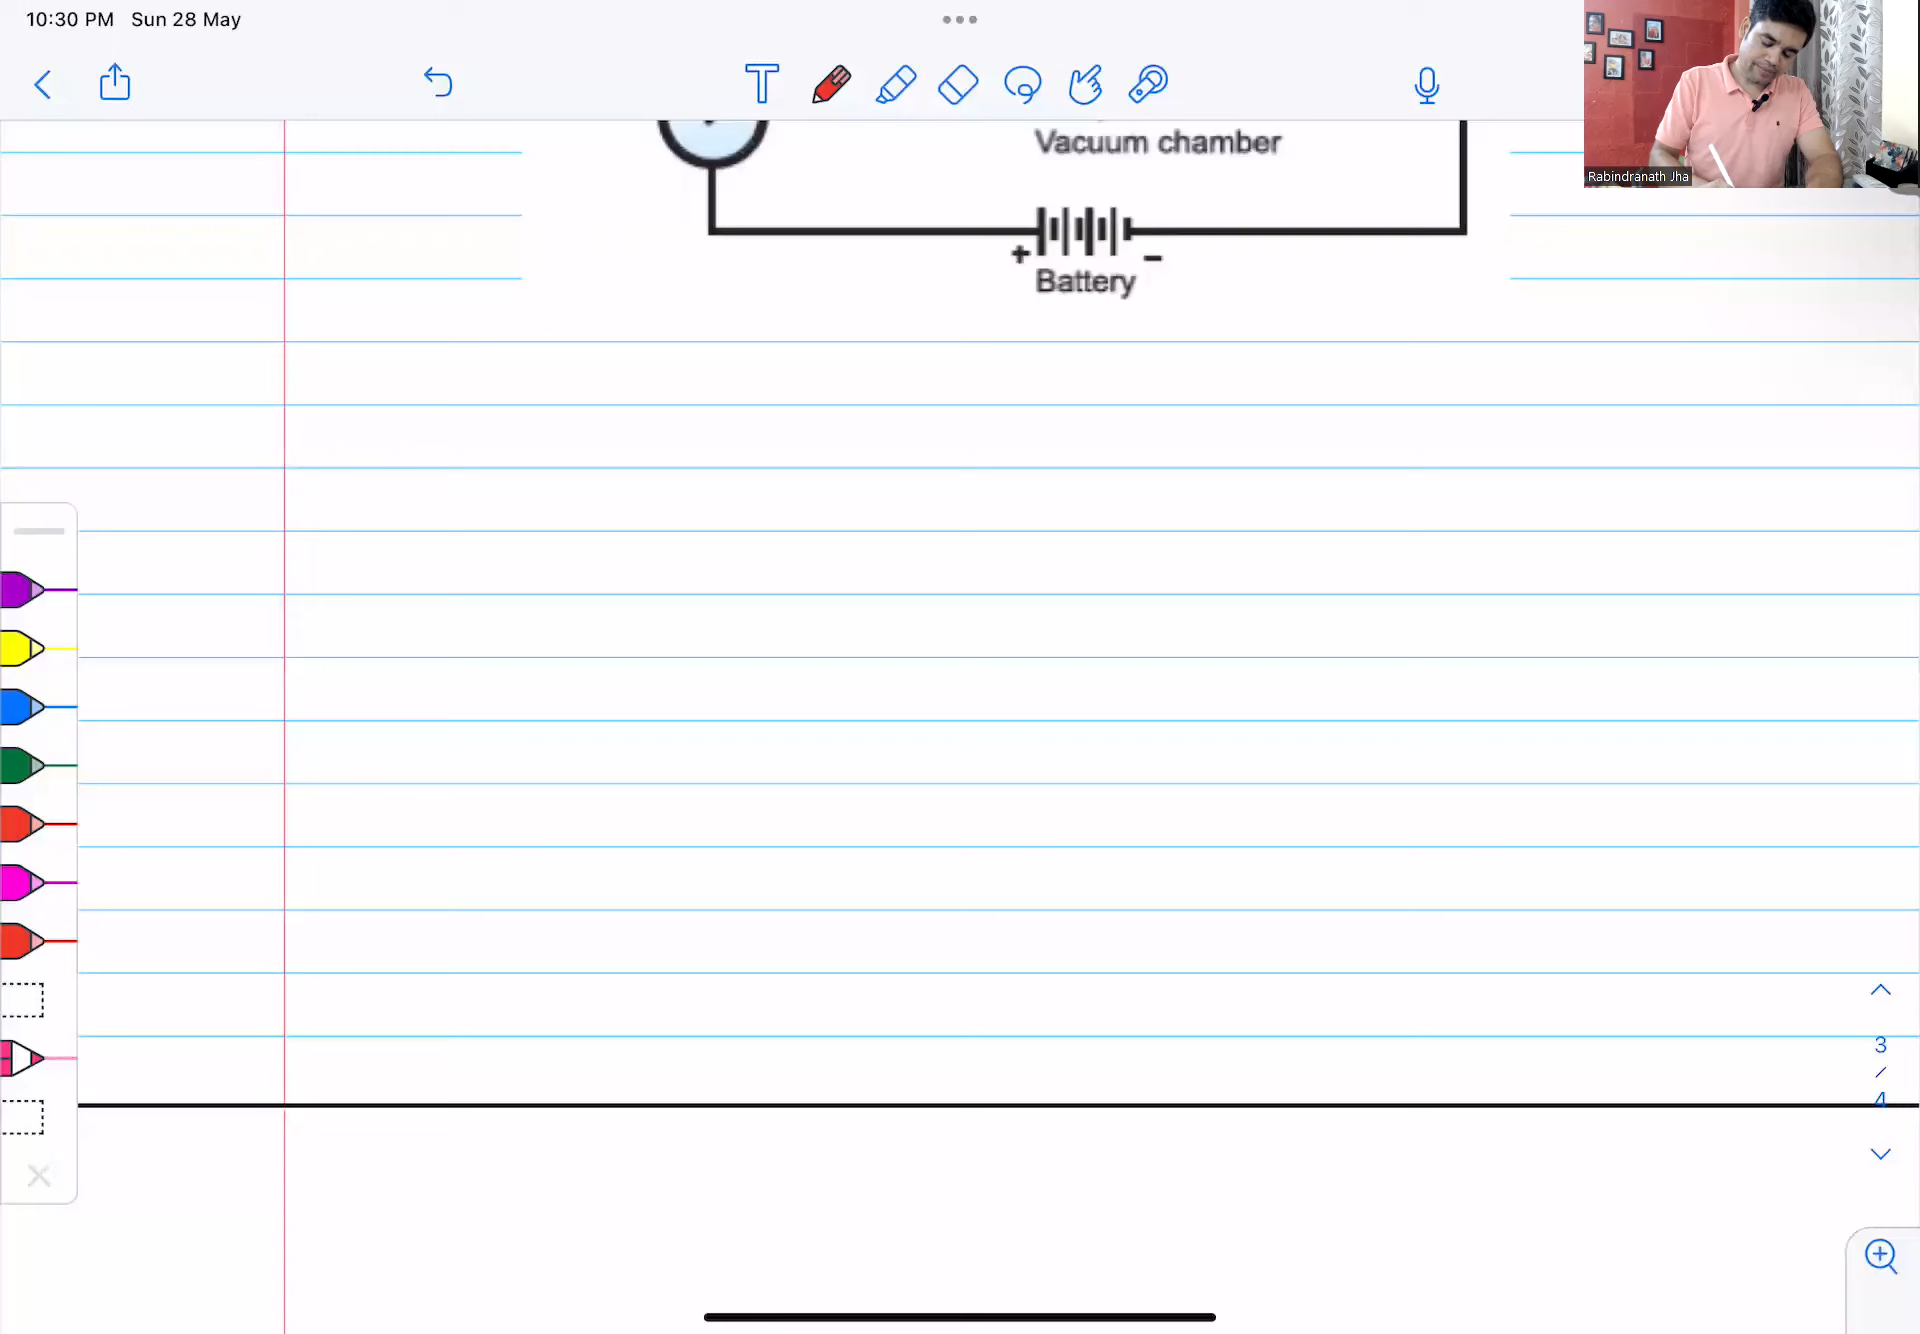 10:30 PM Sun 28 May
Rabindranath Jha
Vacuum chamber
+ −
Battery
3
/
4